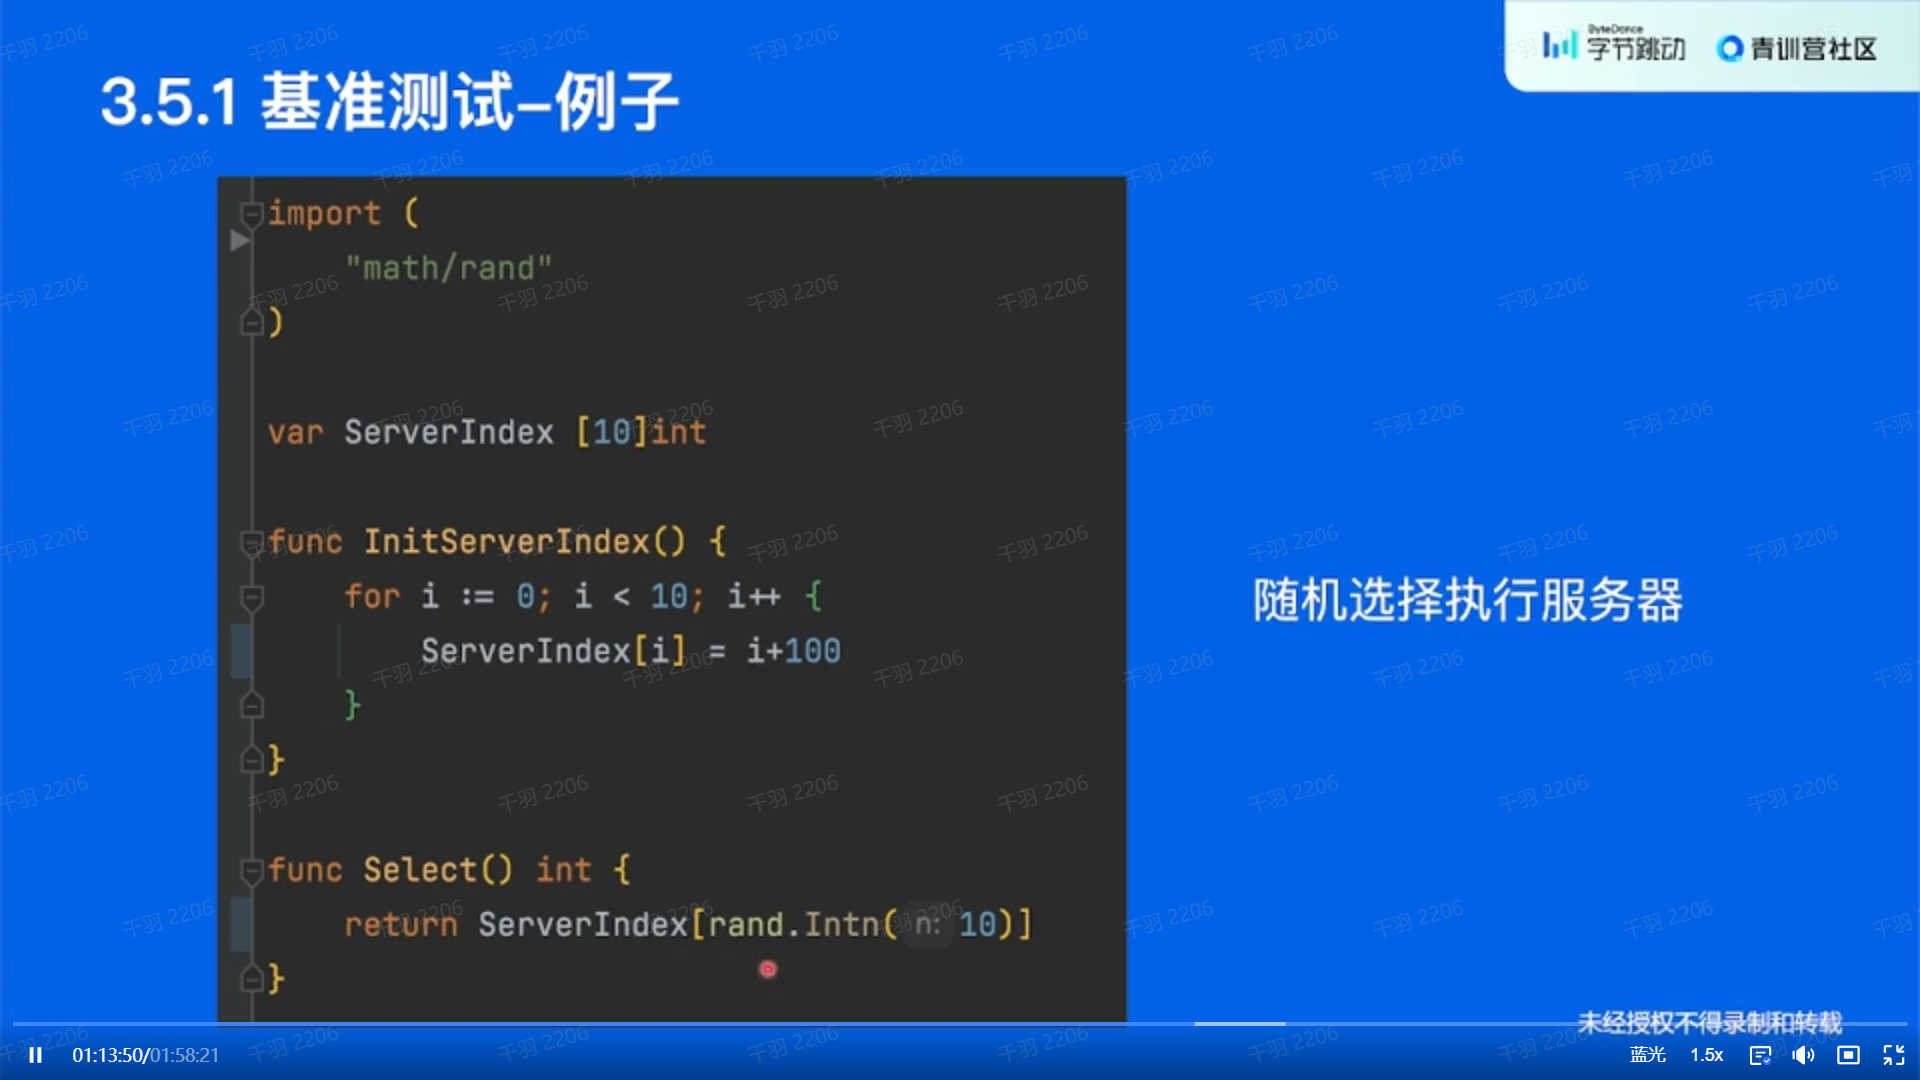 ByteDance
字节跳动 青训营社区
3.5.1 基准测试-例子
import (
"math/rand"
)
var ServerIndex [10]int
func InitServerIndex() {
for i := 0; i < 10; i++ {
ServerIndex[i] = i+100
}
}
func Select() int {
return ServerIndex[rand.Intn( n: 10)]
}
随机选择执行服务器
未经授权不得录制和转载
01:13:50/01:58:21
蓝光 1.5x
千羽 2206